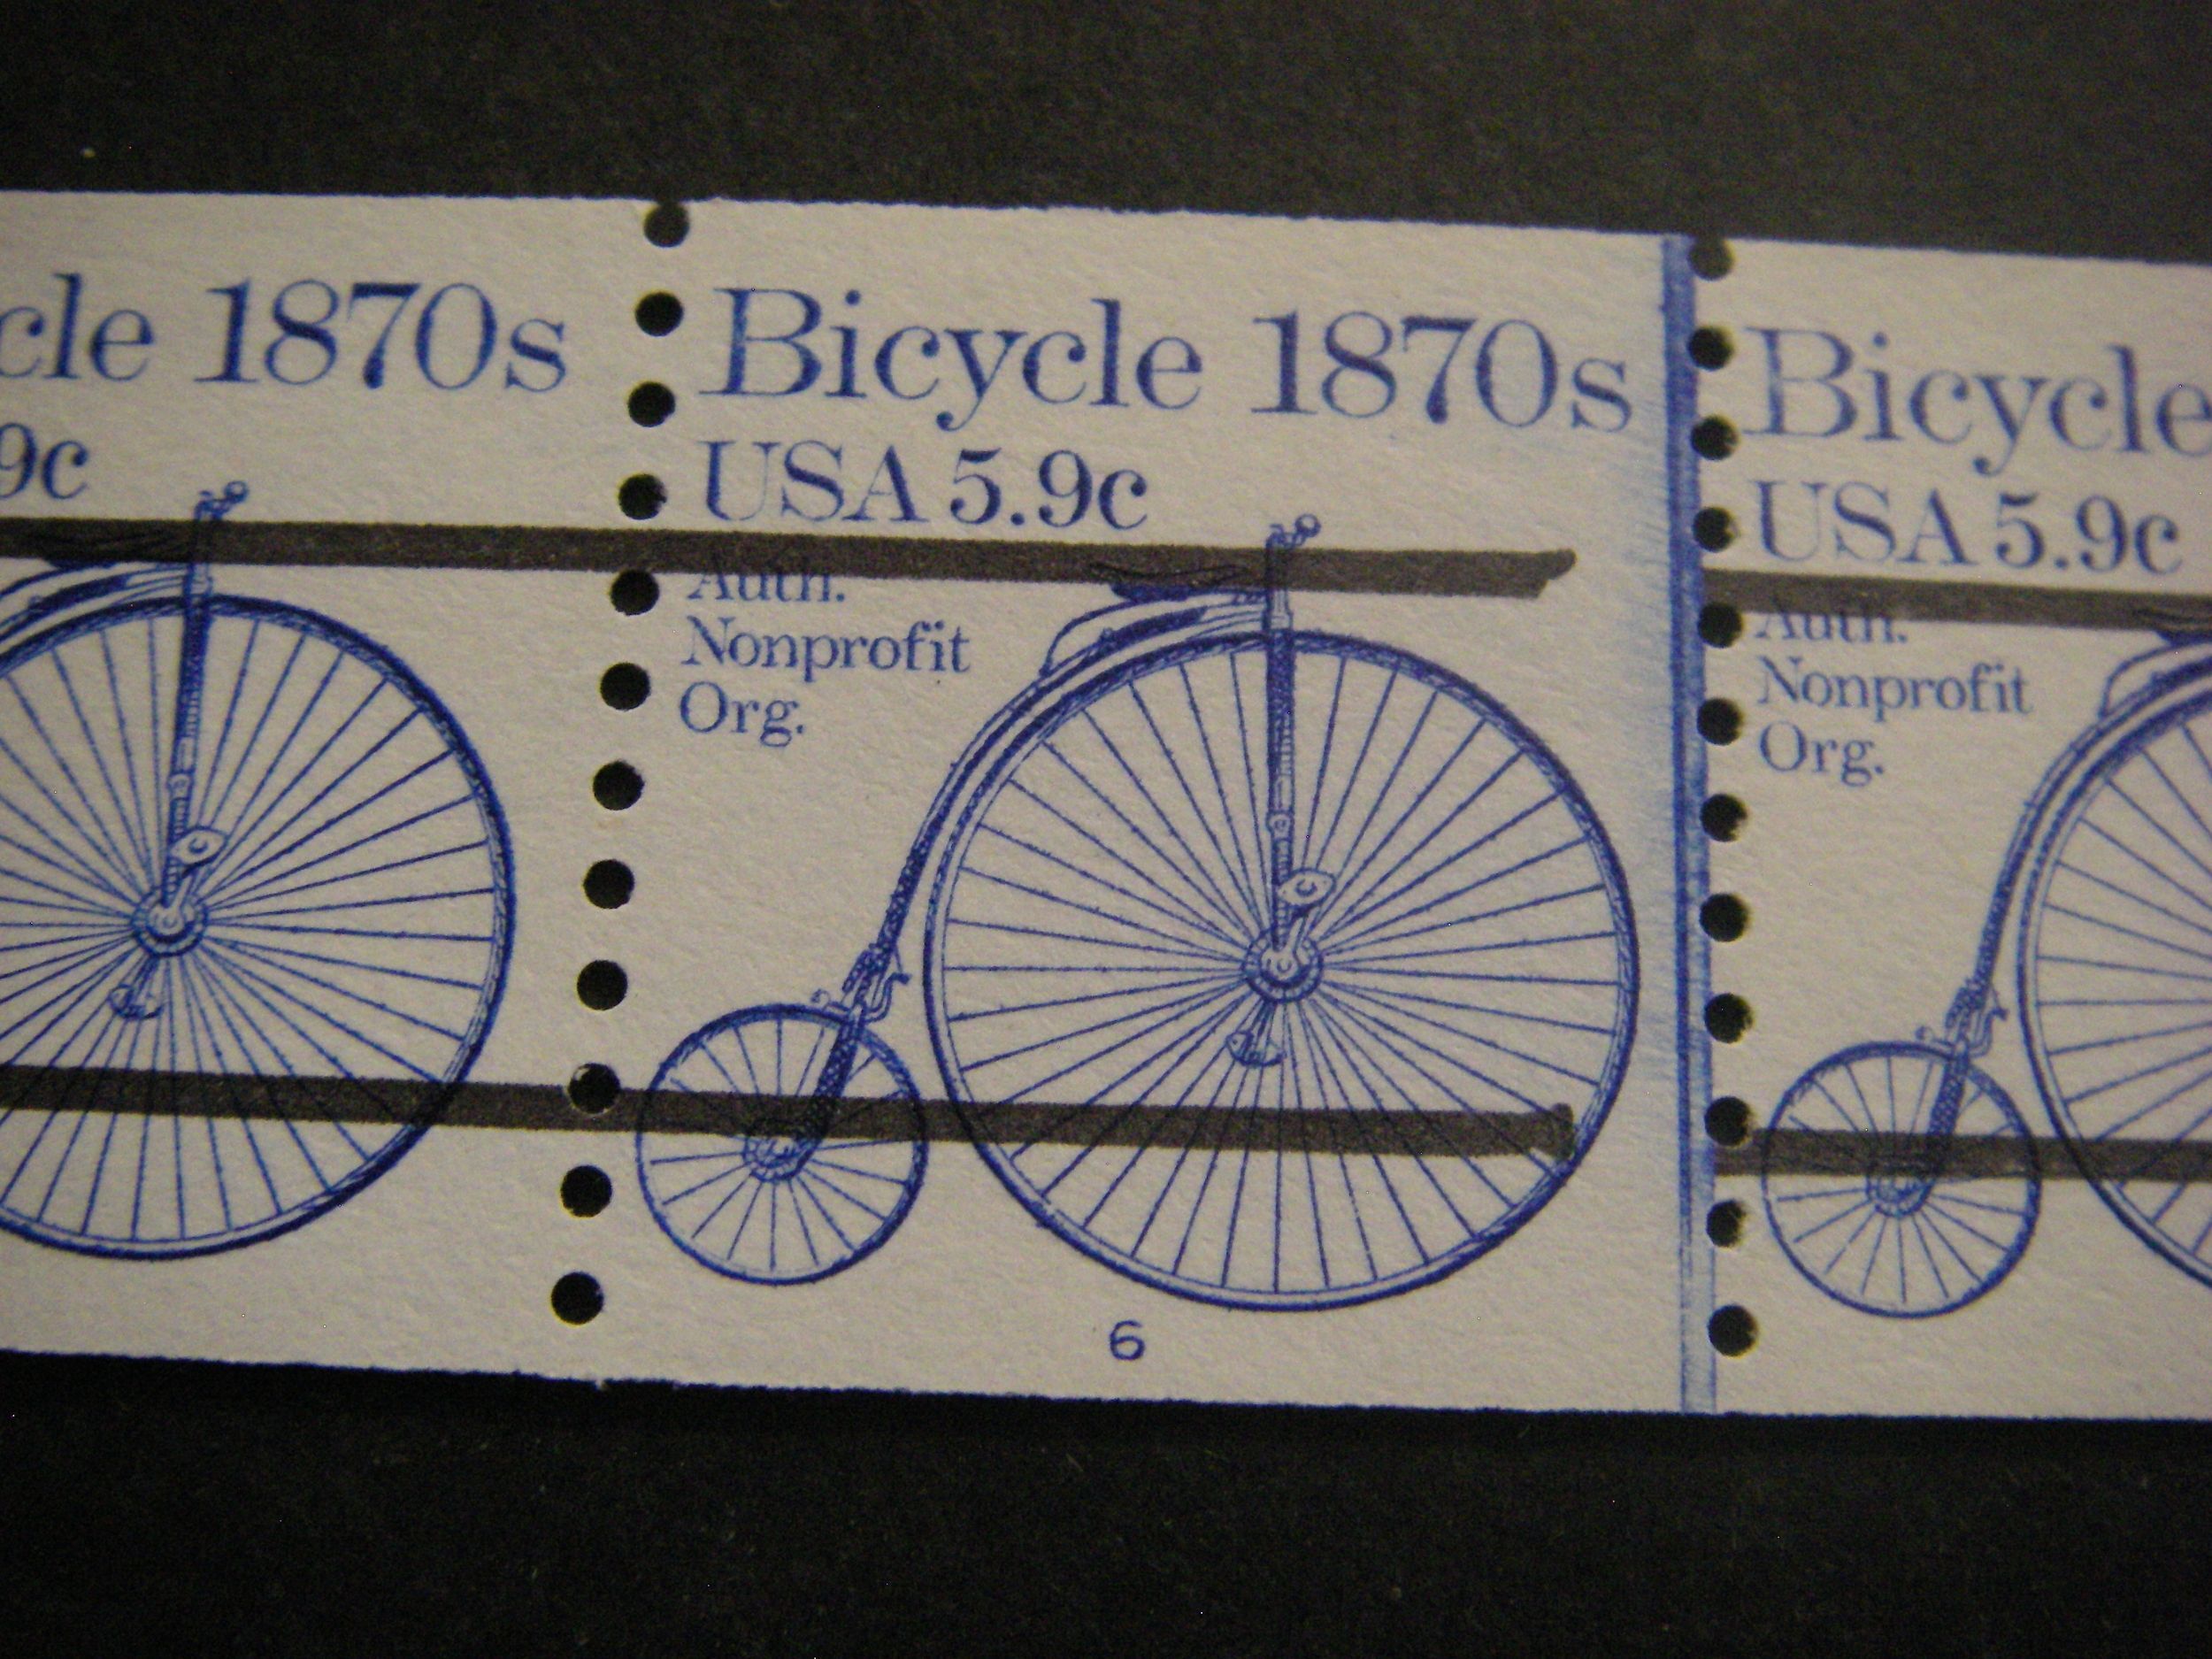 cle 1870s
9c
Bicycle 1870s
USA 5.9c
Auth.
Nonprofit
Org.
6
Bicycle
USA 5.9c
Auth.
Nonprofit
Org.